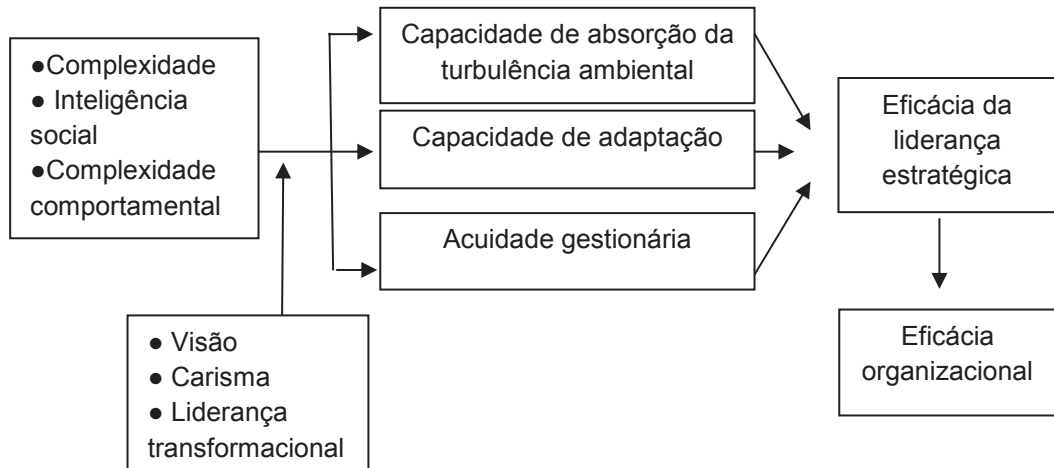 ●Complexidade
● Inteligência
social
●Complexidade
comportamental
Capacidade de absorção da
turbulência ambiental
Capacidade de adaptação
Acuidade gestionária
Eficácia da
liderança
estratégica
Eficácia
organizacional
● Visão
● Carisma
● Liderança
transformacional